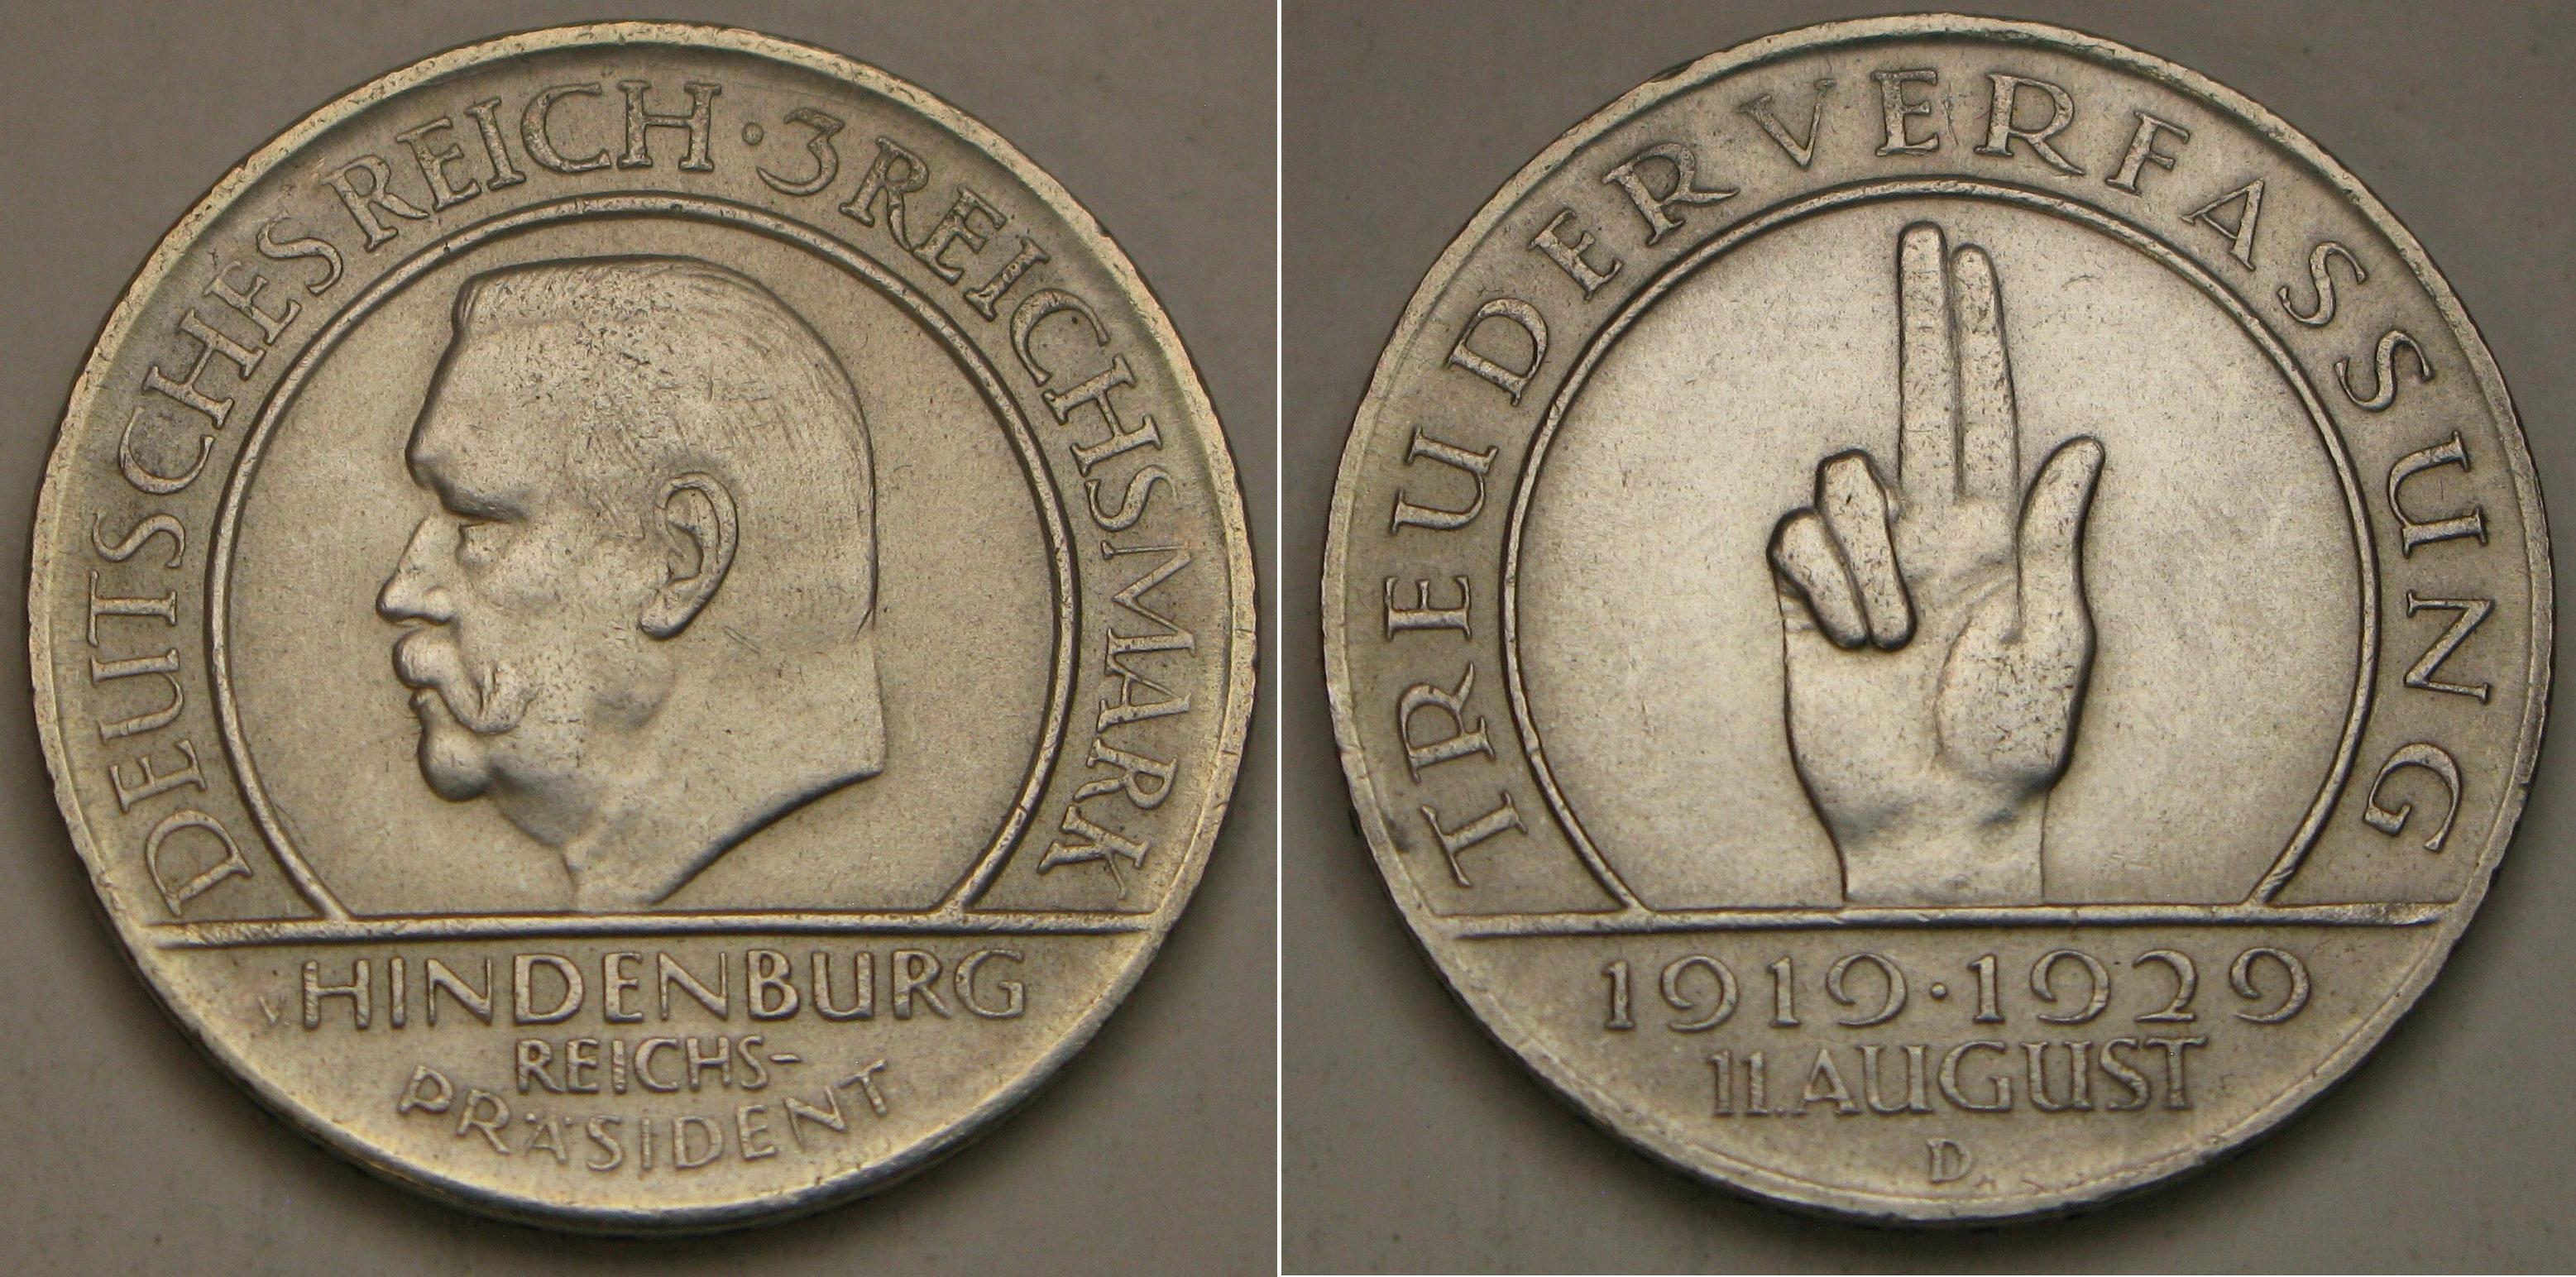 DEUTSCHES REICH · 3 REICHSMARK
v. HINDENBURG
REICHS-
PRÄSIDENT
TREU DER VERFASSUNG
1919 · 1929
11. AUGUST
D